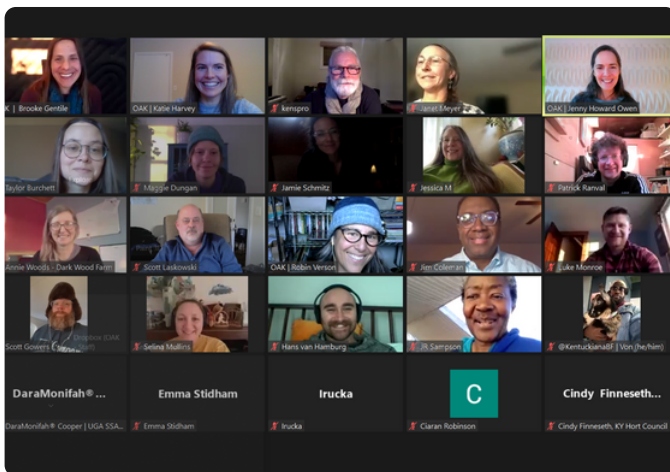 K | Brooke Gentile
OAK | Katie Harvey
kenspro
Janet Meyer
OAK | Jenny Howard Owen
Taylor Burchett
Maggie Dungan
Jamie Schmitz
Jessica M
Patrick Ranval
Annie Woods - Dark Wood Farm
Scott Laskowski
OAK | Robin Verson
Jim Coleman
Luke Monroe
Scott Gowers
Dropbox (OAK
Selina Mullins
Hans van Hamburg
Sampson
@KentuckianaBF | Von (he/him)
DaraMonifah® ...
Emma Stidham
Irucka
C
Cindy Finneseth...
DaraMonifah® Cooper | UGA SSA...
Emma Stidham
Irucka
Ciaran Robinson
Cindy Finneseth, KY Hort Council